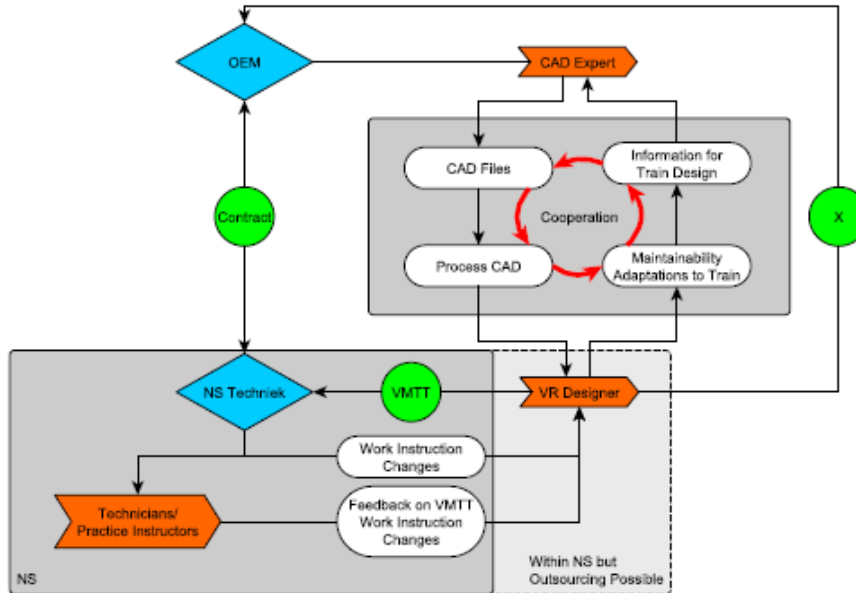 OEM
CAD Expert
CAD Files
Information for
Train Design
Contract
Cooperation
X
Process CAD
Maintainability
Adaptations to Train
NS Techniek
VMTT
VR Designer
Work Instruction
Changes
Technicians/
Practice Instructors
Feedback on VMTT
Work Instruction
Changes
NS
Within NS but
Outsourcing Possible